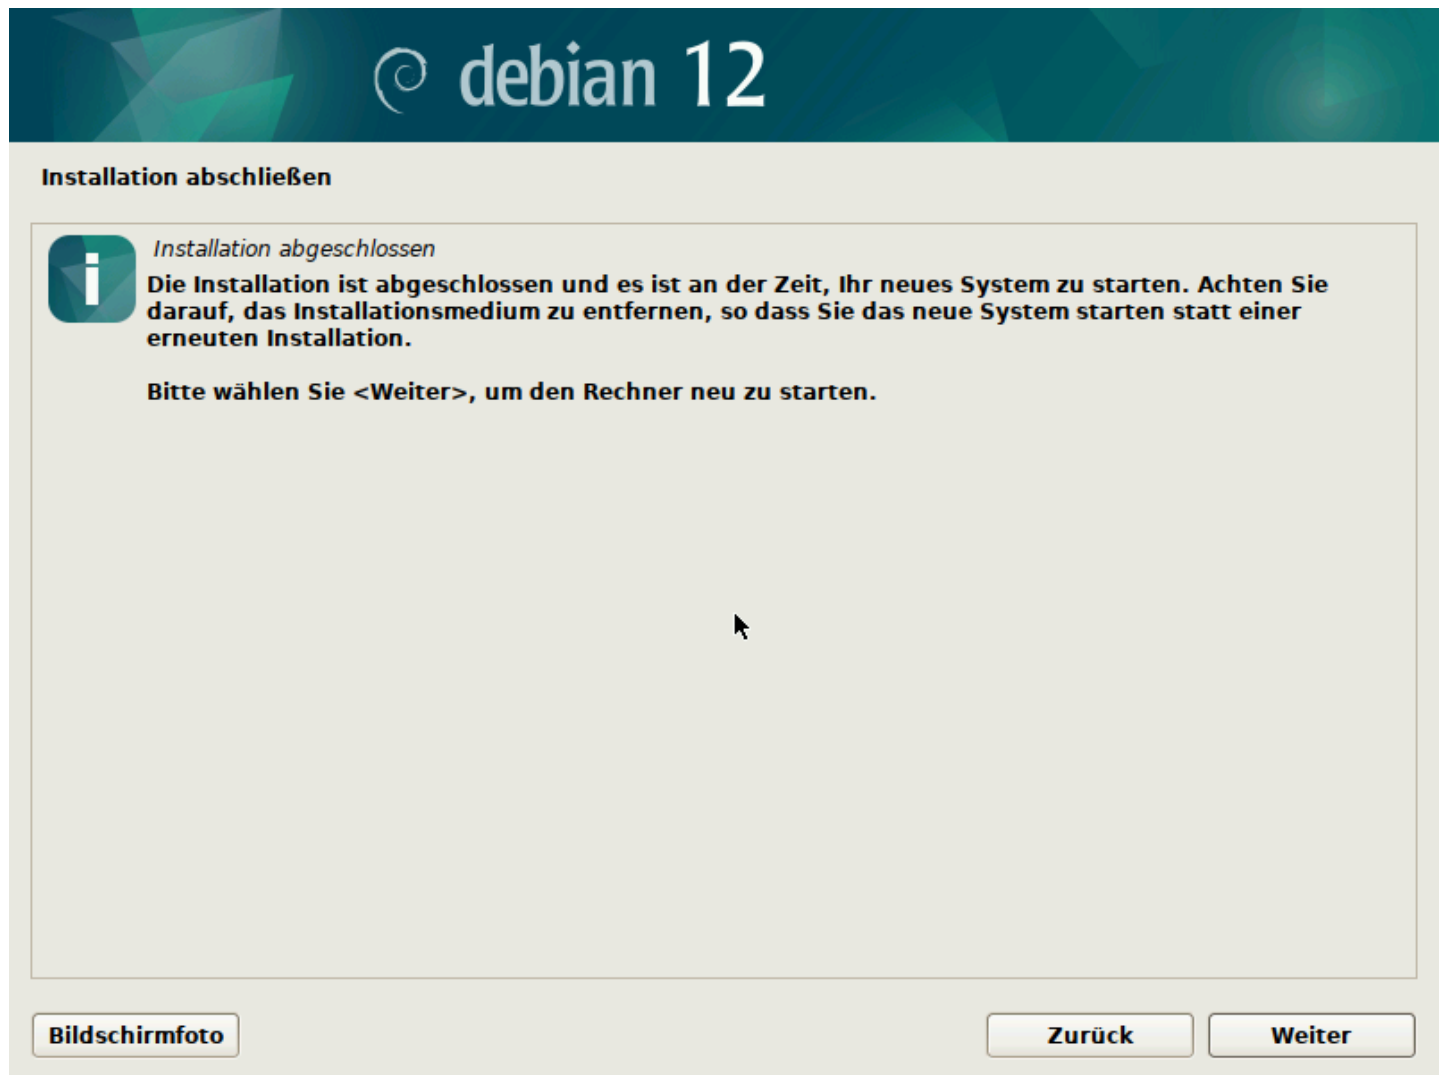 debian 12
Installation abschließen
Installation abgeschlossen
Die Installation ist abgeschlossen und es ist an der Zeit, Ihr neues System zu starten. Achten Sie
darauf, das Installationsmedium zu entfernen, so dass Sie das neue System starten statt einer
erneuten Installation.
Bitte wählen Sie <Weiter>, um den Rechner neu zu starten.
Bildschirmfoto
Zurück
Weiter